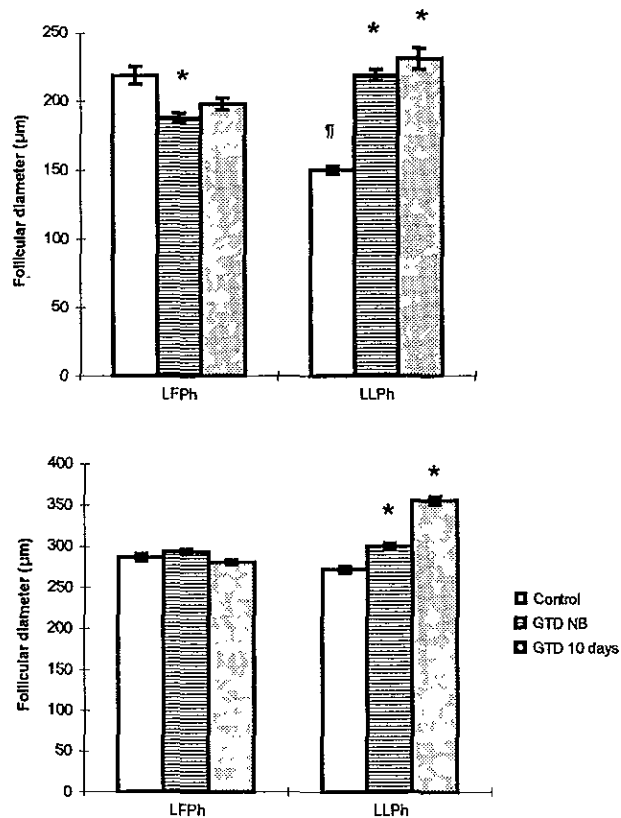 250
200
150
100
50
0
Follicular diameter (µm)
*
¶
*
*
LFPh
LLPh
400
350
300
250
200
150
100
50
0
Follicular diameter (µm)
*
*
LFPh
LLPh
Control
GTD NB
GTD 10 days